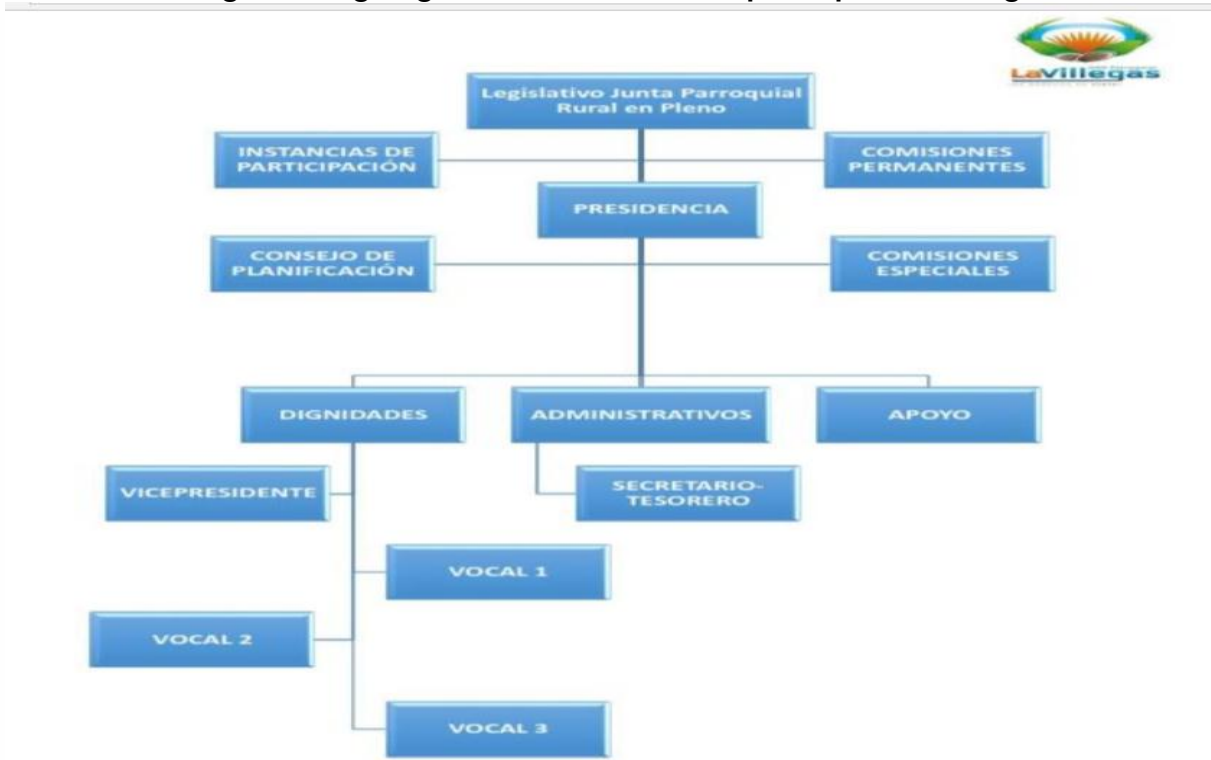 LaVillegas
Legislativo Junta Parroquial
Rural en Pleno
INSTANCIAS DE
PARTICIPACIÓN
COMISIONES
PERMANENTES
PRESIDENCIA
CONSEJO DE
PLANIFICACIÓN
COMISIONES
ESPECIALES
DIGNIDADES
ADMINISTRATIVOS
APOYO
VICEPRESIDENTE
SECRETARIO-
TESORERO
VOCAL 1
VOCAL 2
VOCAL 3